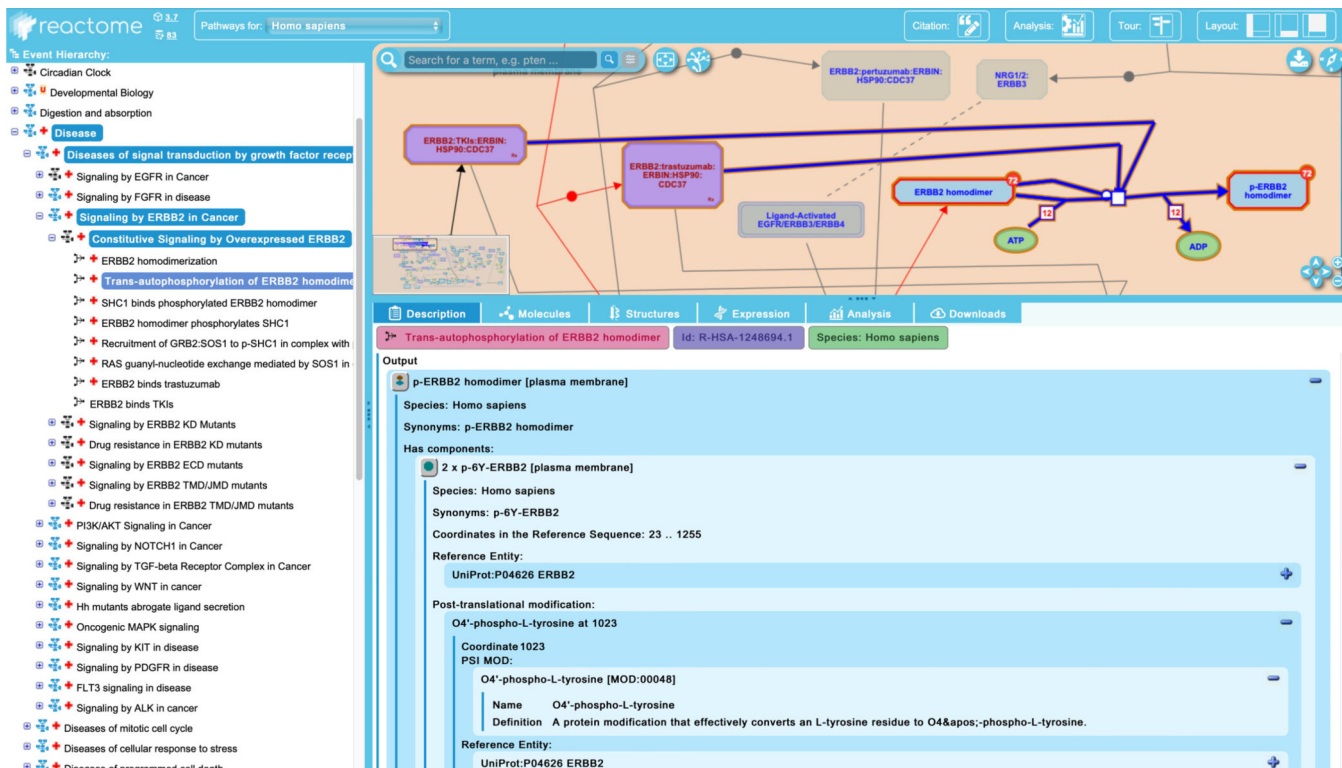 reactome
3.7
83
Pathways for: Homo sapiens
Citation:
Analysis:
Tour:
Layout:
Event Hierarchy:
Circadian Clock
Developmental Biology
Digestion and absorption
Disease
Diseases of signal transduction by growth factor recep
Signaling by EGFR in Cancer
Signaling by FGFR in disease
Signaling by ERBB2 in Cancer
Constitutive Signaling by Overexpressed ERBB2
ERBB2 homodimerization
Trans-autophosphorylation of ERBB2 homodime
SHC1 binds phosphorylated ERBB2 homodimer
ERBB2 homodimer phosphorylates SHC1
Recruitment of GRB2:SOS1 to p-SHC1 in complex with
RAS guanyl-nucleotide exchange mediated by SOS1 in
ERBB2 binds trastuzumab
ERBB2 binds TKIs
Signaling by ERBB2 KD Mutants
Drug resistance in ERBB2 KD mutants
Signaling by ERBB2 ECD mutants
Signaling by ERBB2 TMD/JMD mutants
Drug resistance in ERBB2 TMD/JMD mutants
PI3K/AKT Signaling in Cancer
Signaling by NOTCH1 in Cancer
Signaling by TGF-beta Receptor Complex in Cancer
Signaling by WNT in cancer
Hh mutants abrogate ligand secretion
Oncogenic MAPK signaling
Signaling by KIT in disease
Signaling by PDGFR in disease
FLT3 signaling in disease
Signaling by ALK in cancer
Diseases of mitotic cell cycle
Diseases of cellular response to stress
Diseases of programmed cell death
Search for a term, e.g. pten ...
plasma membrane
ERBB2:pertuzumab:ERBIN:
HSP90:CDC37
NRG1/2:
ERBB3
ERBB2:TKIs:ERBIN:
HSP90:CDC37
Rx
ERBB2:trastuzumab:
ERBIN:HSP90:
CDC37
Rx
Ligand-Activated
EGFR/ERBB3/ERBB4
ERBB2 homodimer
72
p-ERBB2
homodimer
72
12
12
ATP
ADP
Description
Molecules
Structures
Expression
Analysis
Downloads
Trans-autophosphorylation of ERBB2 homodimer
Id: R-HSA-1248694.1
Species: Homo sapiens
Output
p-ERBB2 homodimer [plasma membrane]
Species: Homo sapiens
Synonyms: p-ERBB2 homodimer
Has components:
2 x p-6Y-ERBB2 [plasma membrane]
Species: Homo sapiens
Synonyms: p-6Y-ERBB2
Coordinates in the Reference Sequence: 23 .. 1255
Reference Entity:
UniProt:P04626 ERBB2
Post-translational modification:
O4'-phospho-L-tyrosine at 1023
Coordinate 1023
PSI MOD:
O4'-phospho-L-tyrosine [MOD:00048]
Name O4'-phospho-L-tyrosine
Definition A protein modification that effectively converts an L-tyrosine residue to O4&apos;-phospho-L-tyrosine.
Reference Entity:
UniProt:P04626 ERBB2